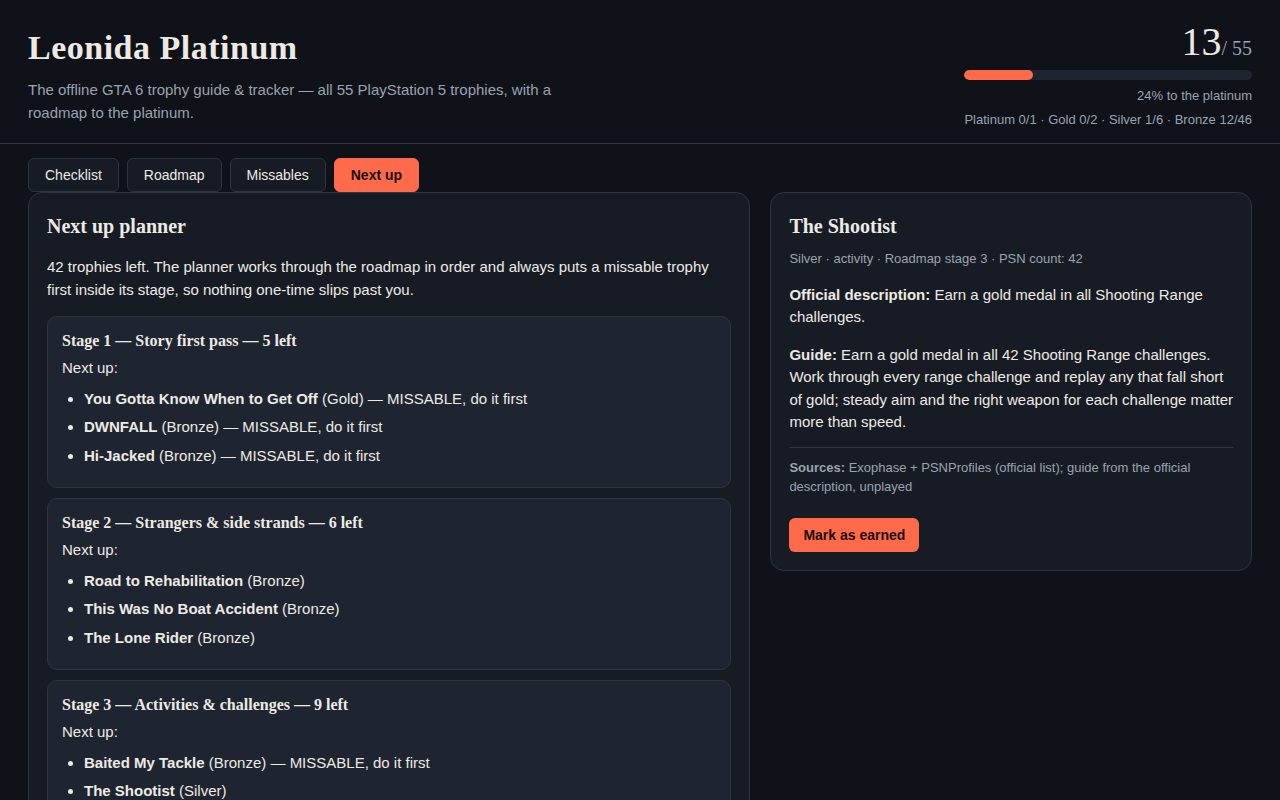 Leonida Platinum
The offline GTA 6 trophy guide & tracker — all 55 PlayStation 5 trophies, with a
roadmap to the platinum.
13/ 55
24% to the platinum
Platinum 0/1 · Gold 0/2 · Silver 1/6 · Bronze 12/46
Checklist
Roadmap
Missables
Next up
Next up planner
42 trophies left. The planner works through the roadmap in order and always puts a missable trophy
first inside its stage, so nothing one-time slips past you.
Stage 1 — Story first pass — 5 left
Next up:
You Gotta Know When to Get Off (Gold) — MISSABLE, do it first
DWNFALL (Bronze) — MISSABLE, do it first
Hi-Jacked (Bronze) — MISSABLE, do it first
Stage 2 — Strangers & side strands — 6 left
Next up:
Road to Rehabilitation (Bronze)
This Was No Boat Accident (Bronze)
The Lone Rider (Bronze)
Stage 3 — Activities & challenges — 9 left
Next up:
Baited My Tackle (Bronze) — MISSABLE, do it first
The Shootist (Silver)
The Shootist
Silver · activity · Roadmap stage 3 · PSN count: 42
Official description: Earn a gold medal in all Shooting Range
challenges.
Guide: Earn a gold medal in all 42 Shooting Range challenges.
Work through every range challenge and replay any that fall short
of gold; steady aim and the right weapon for each challenge matter
more than speed.
Sources: Exophase + PSNProfiles (official list); guide from the official
description, unplayed
Mark as earned